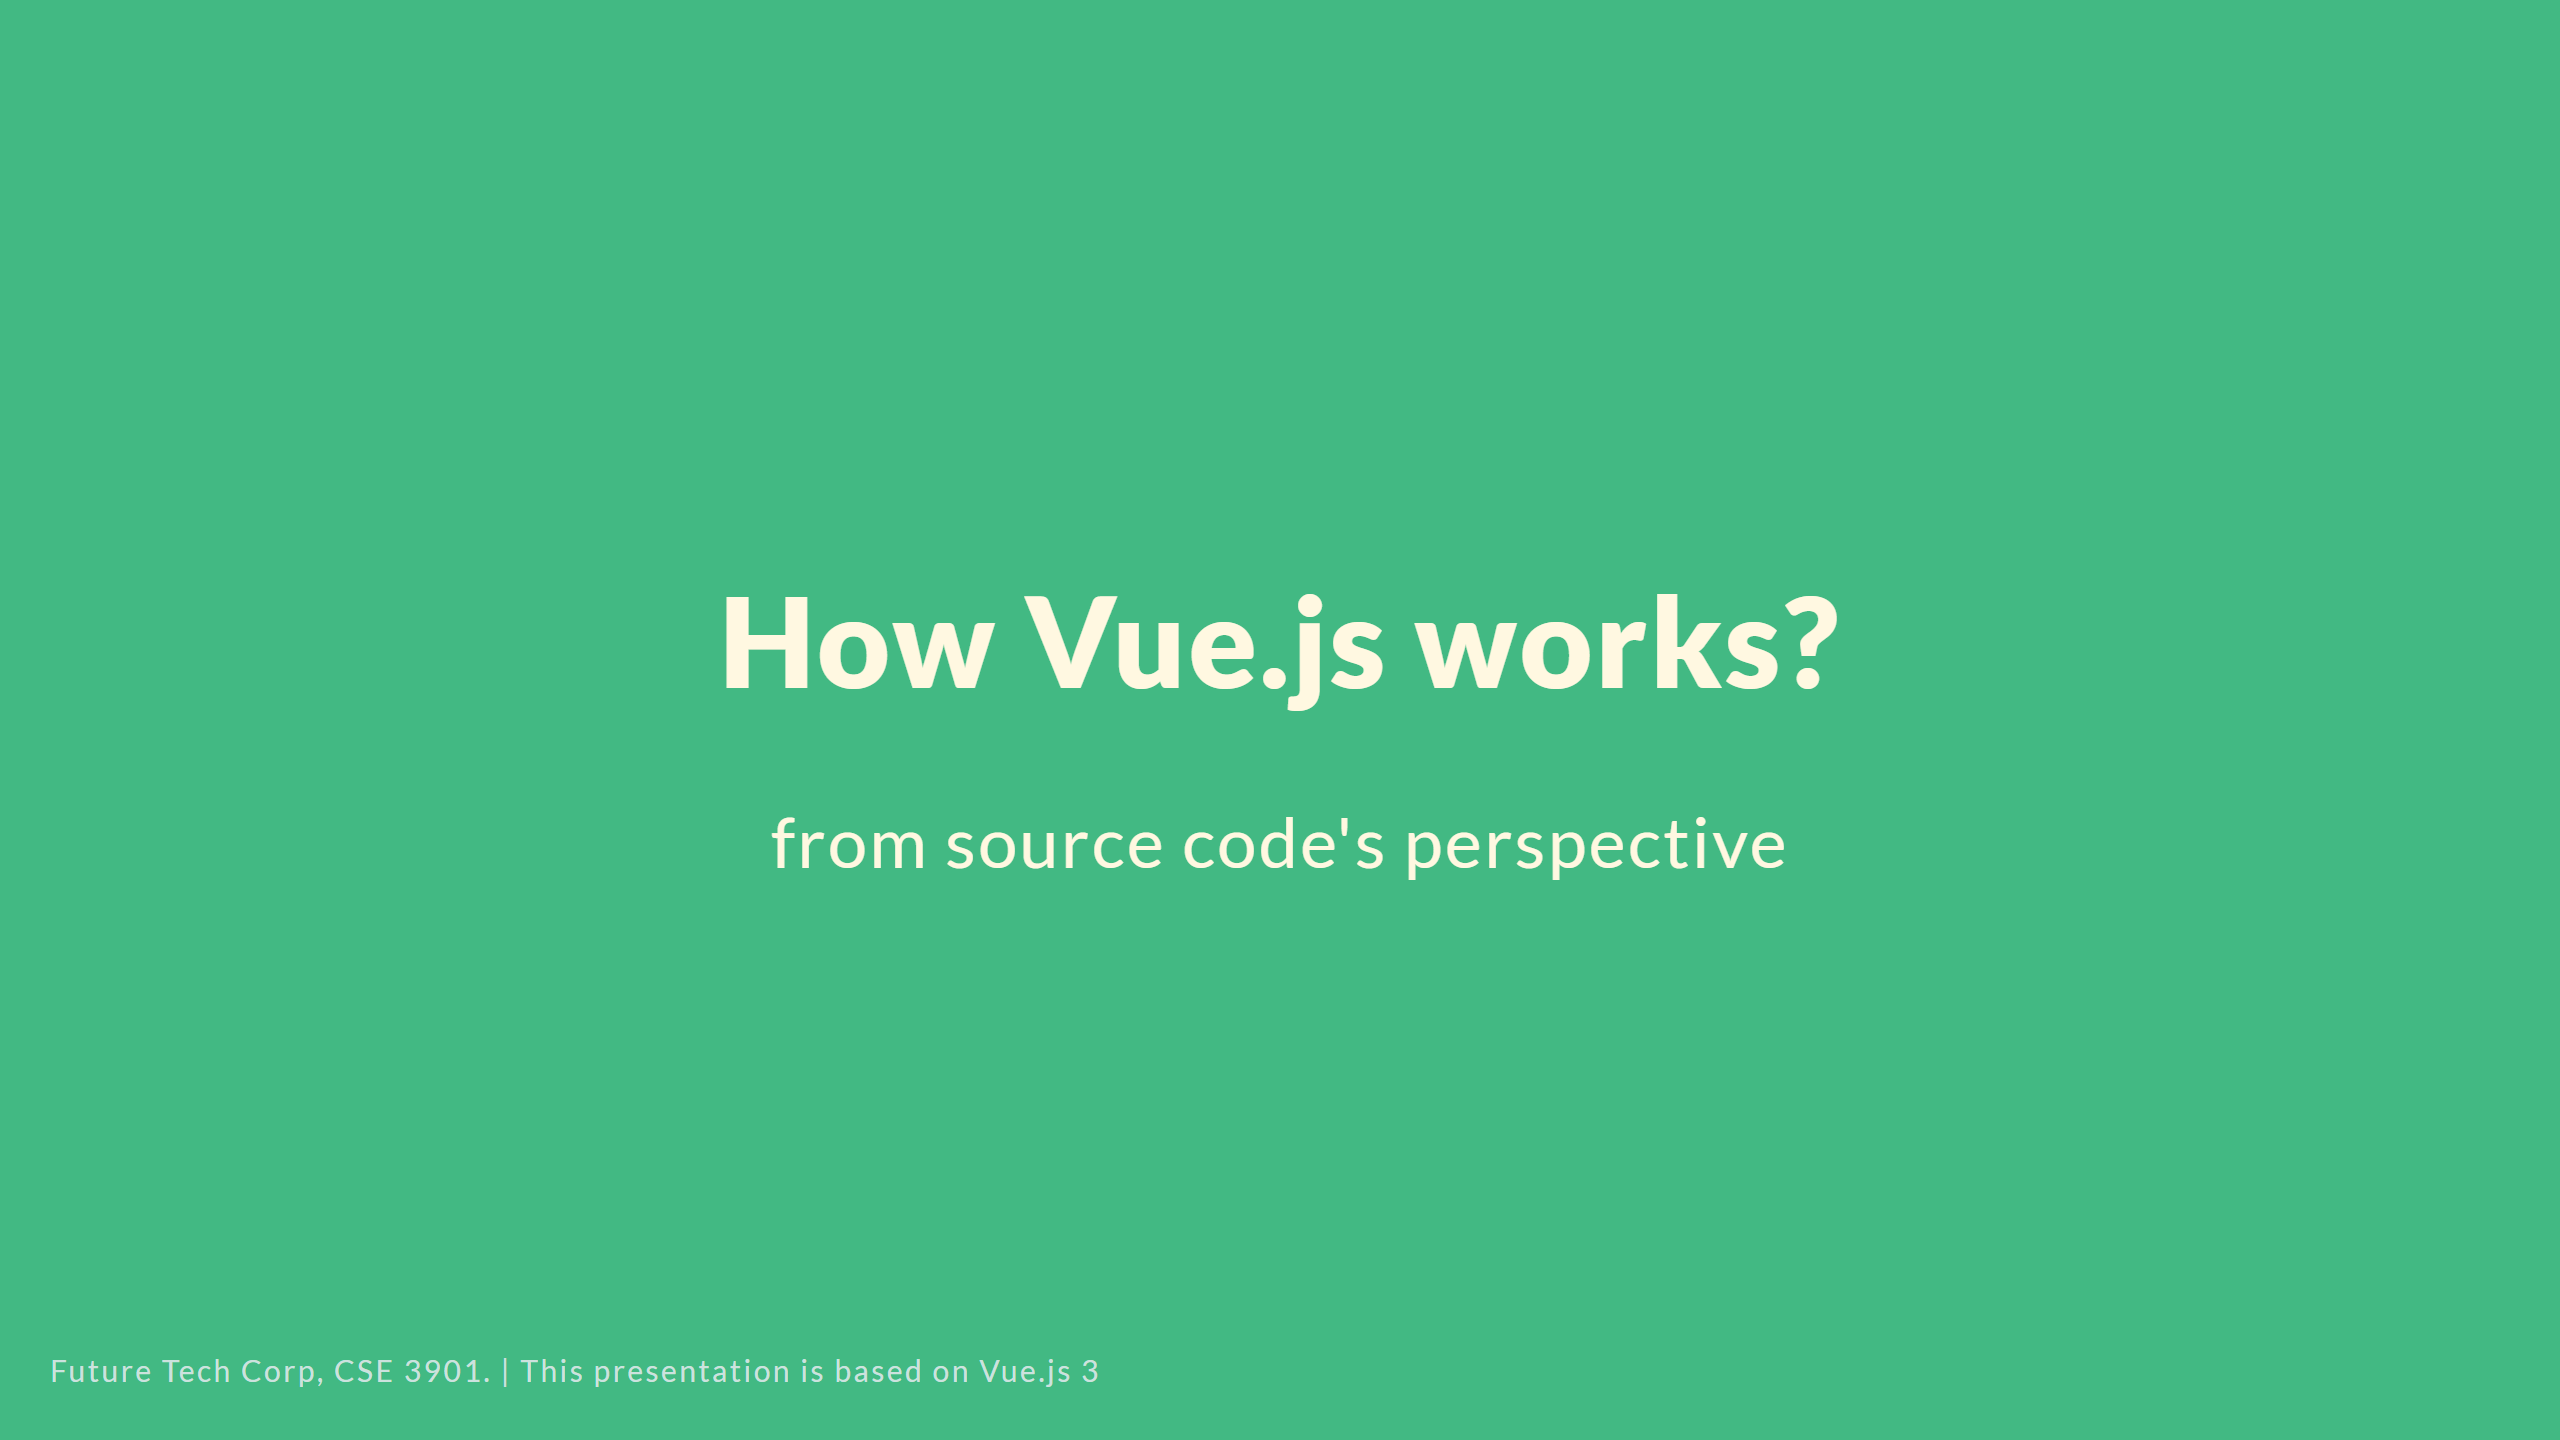 How Vue.js works?
from source code's perspective
Future Tech Corp, CSE 3901. | This presentation is based on Vue.js 3